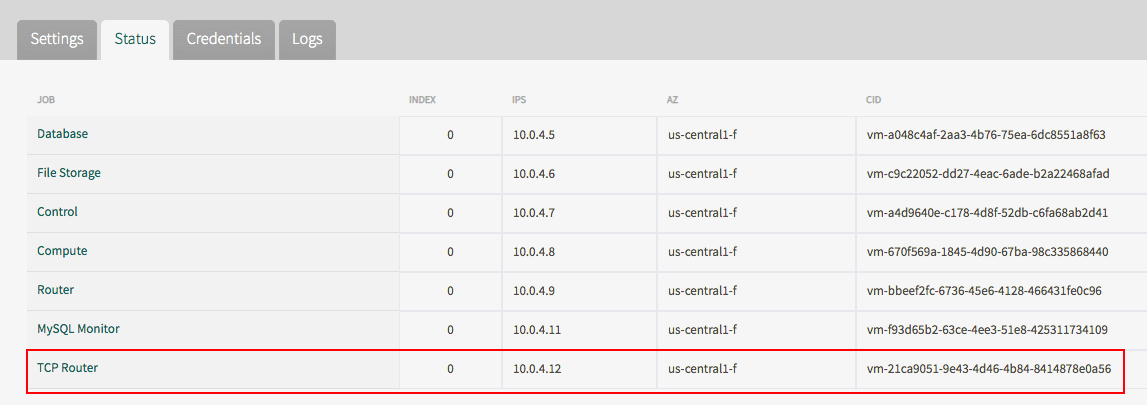 Settings Status Credentials Logs
JOB INDEX IPS AZ CID
Database 0 10.0.4.5 us-central1-f vm-a048c4af-2aa3-4b76-75ea-6dc8551a8f63
File Storage 0 10.0.4.6 us-central1-f vm-c9c22052-dd27-4eac-6ade-b2a22468afad
Control 0 10.0.4.7 us-central1-f vm-a4d9640e-c178-4d8f-52db-c6fa68ab2d41
Compute 0 10.0.4.8 us-central1-f vm-670f569a-1845-4d90-67ba-98c335868440
Router 0 10.0.4.9 us-central1-f vm-bbeef2fc-6736-45e6-4128-466431fe0c96
MySQL Monitor 0 10.0.4.11 us-central1-f vm-f93d65b2-63ce-4ee3-51e8-425311734109
TCP Router 0 10.0.4.12 us-central1-f vm-21ca9051-9e43-4d46-4b84-8414878e0a56